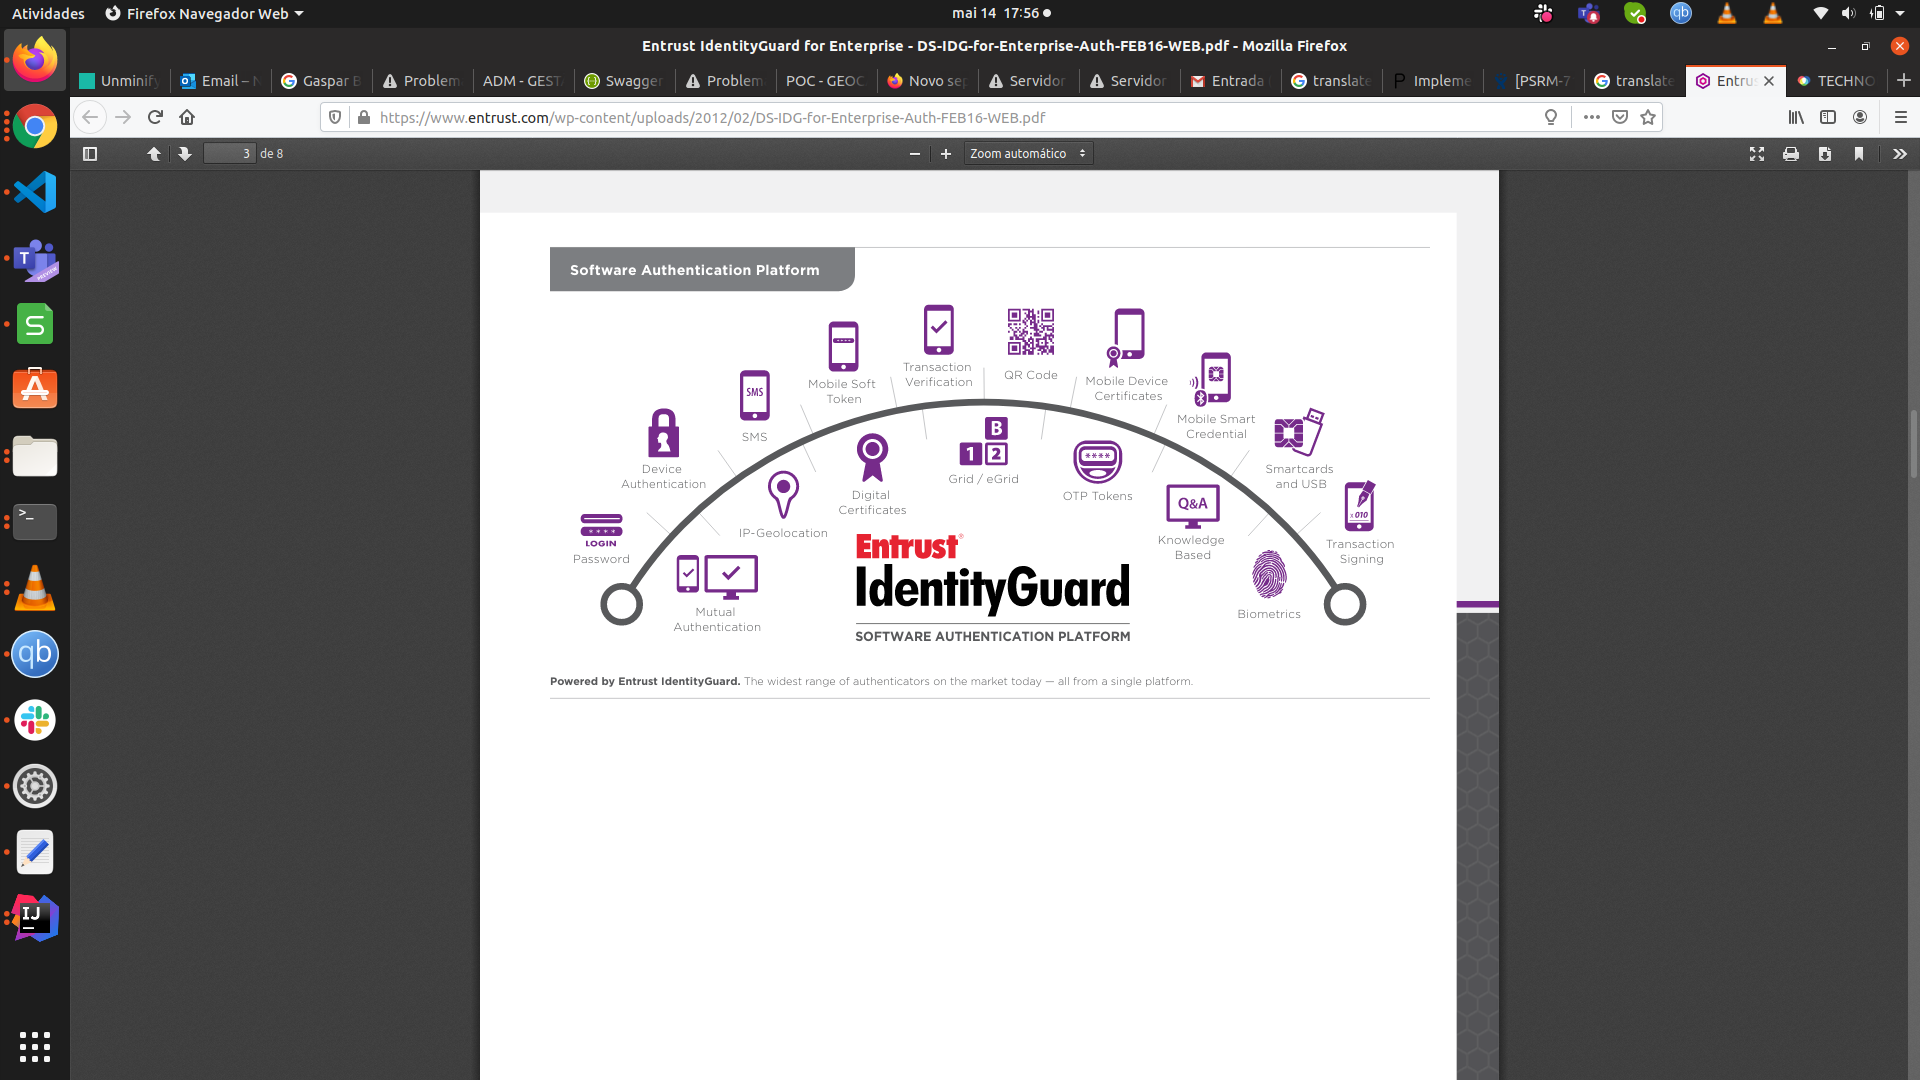 Atividades
Firefox Navegador Web
mai 14 17:56
Entrust IdentityGuard for Enterprise - DS-IDG-for-Enterprise-Auth-FEB16-WEB.pdf - Mozilla Firefox
Unminify
Email –
Gaspar
Problem
ADM - GEST
Swagger
Problem
POC - GEOC
Novo se
Servidor
Servidor
Entrada
translate
Impleme
[PSRM-7
translate
Entrus
TECHNO
https://www.entrust.com/wp-content/uploads/2012/02/DS-IDG-for-Enterprise-Auth-FEB16-WEB.pdf
3 de 8
Zoom automático
Software Authentication Platform
Transaction
Verification
QR Code
Mobile Soft
Token
Mobile Device
Certificates
SMS
SMS
Mobile Smart
Credential
Device
Authentication
Smartcards
and USB
B
1 2
Grid / eGrid
Digital
Certificates
****
OTP Tokens
IP-Geolocation
Q&A
Knowledge
Based
x 010
Transaction
Signing
****
LOGIN
Password
Mutual
Authentication
Biometrics
Entrust®
IdentityGuard
SOFTWARE AUTHENTICATION PLATFORM
Powered by Entrust IdentityGuard. The widest range of authenticators on the market today — all from a single platform.